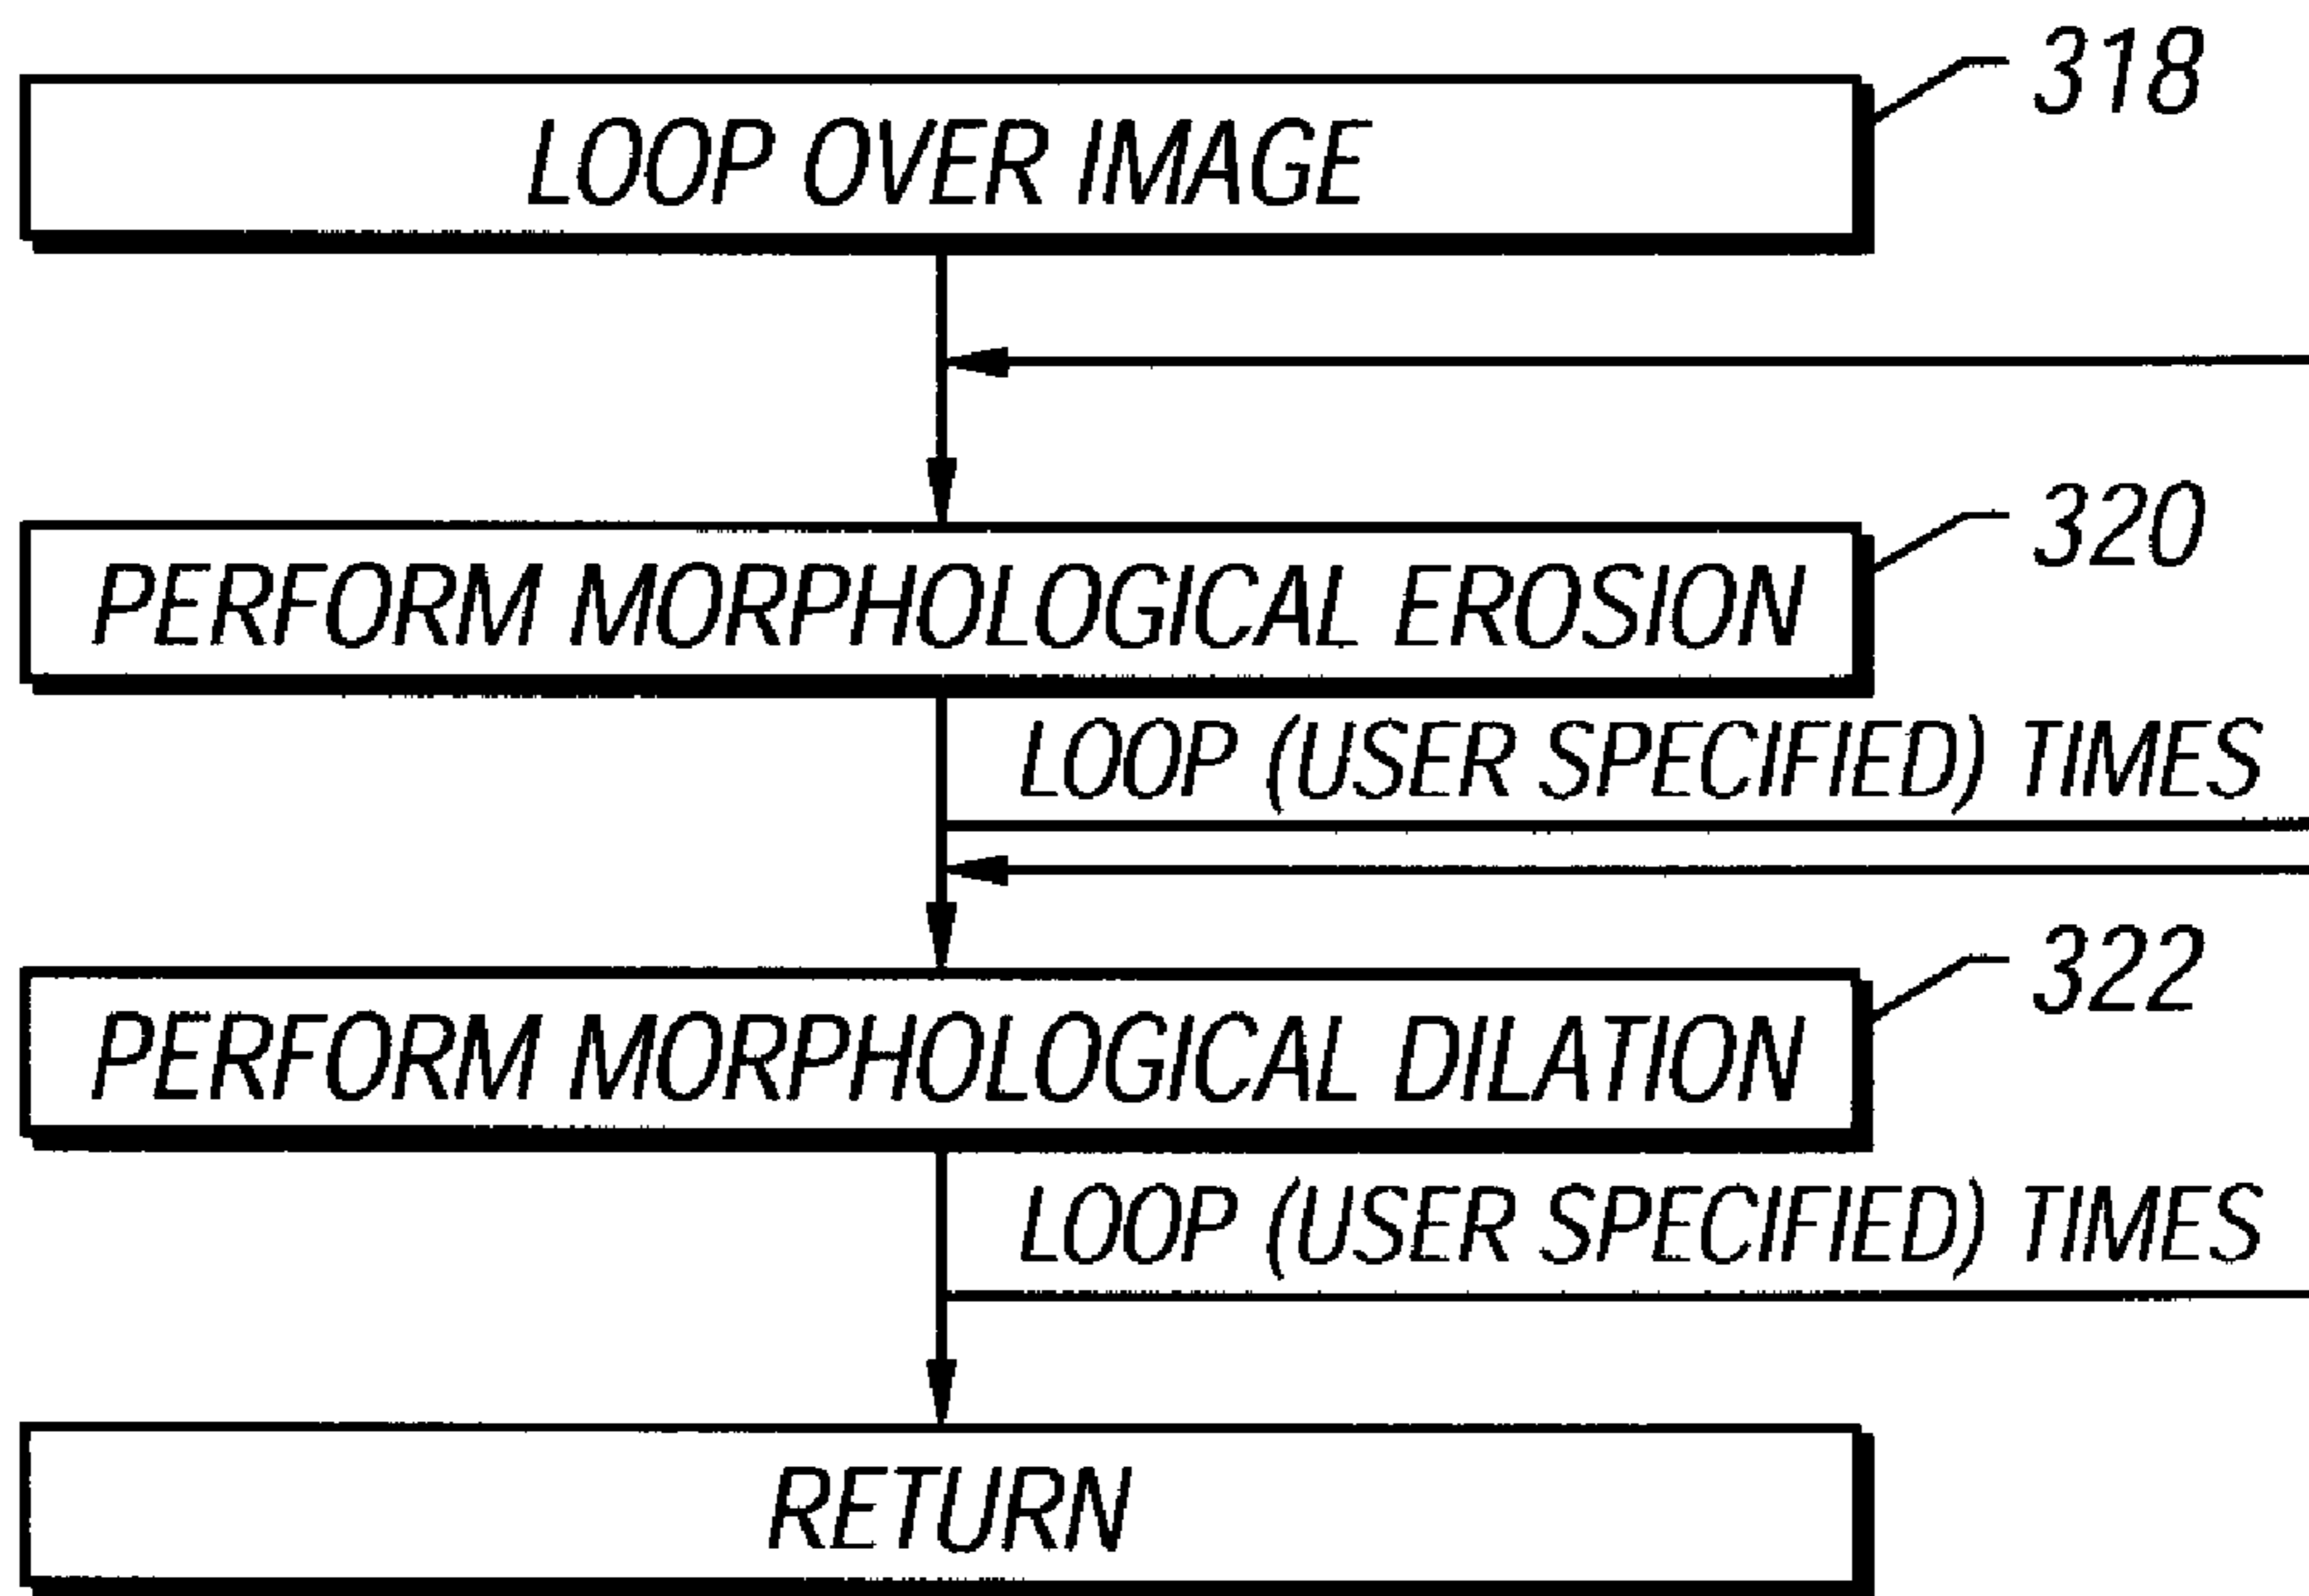 318
LOOP OVER IMAGE
320
PERFORM MORPHOLOGICAL EROSION
LOOP (USER SPECIFIED) TIMES
322
PERFORM MORPHOLOGICAL DILATION
LOOP (USER SPECIFIED) TIMES
RETURN